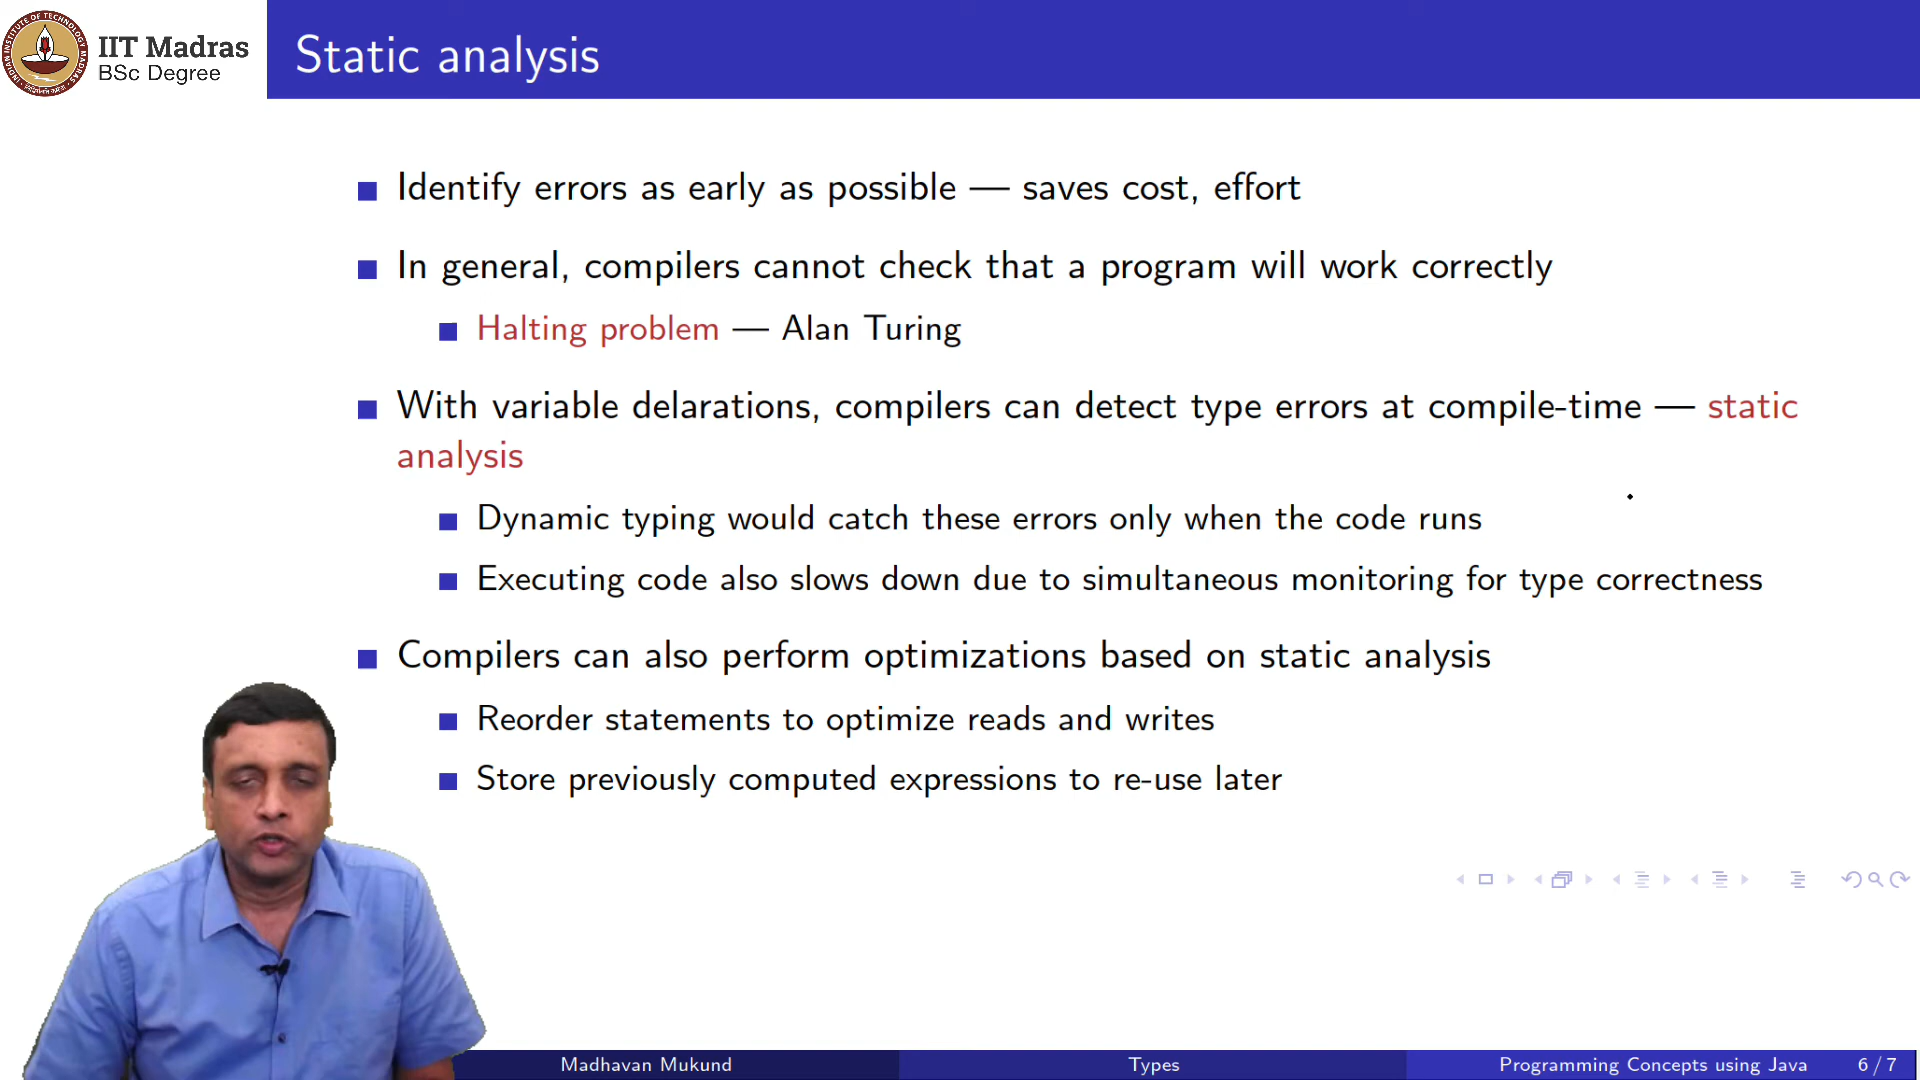 IIT Madras
BSc Degree
Static analysis
Identify errors as early as possible — saves cost, effort
In general, compilers cannot check that a program will work correctly
Halting problem — Alan Turing
With variable delarations, compilers can detect type errors at compile-time — static
analysis
Dynamic typing would catch these errors only when the code runs
Executing code also slows down due to simultaneous monitoring for type correctness
Compilers can also perform optimizations based on static analysis
Reorder statements to optimize reads and writes
Store previously computed expressions to re-use later
Madhavan Mukund
Types
Programming Concepts using Java
6 / 7